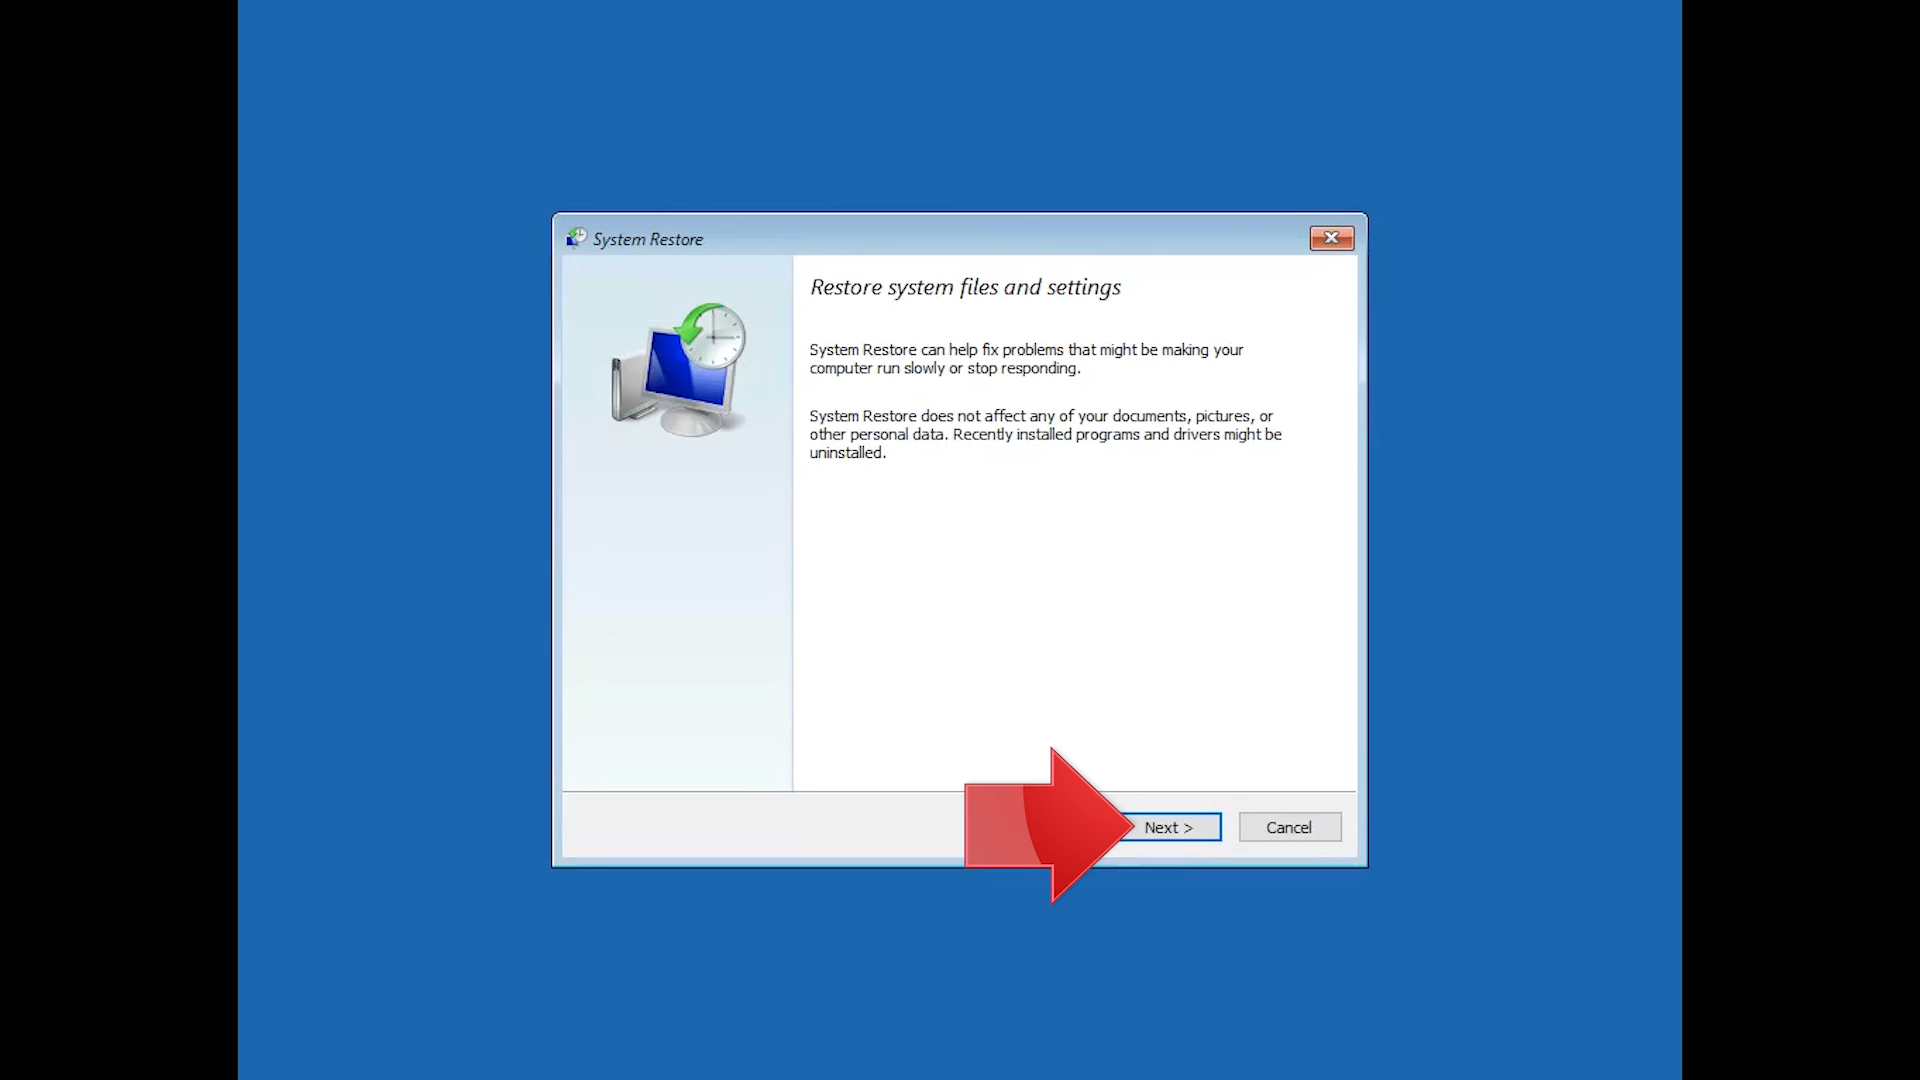 System Restore
Restore system files and settings
System Restore can help fix problems that might be making your
computer run slowly or stop responding.
System Restore does not affect any of your documents, pictures, or
other personal data. Recently installed programs and drivers might be
uninstalled.
Next >
Cancel